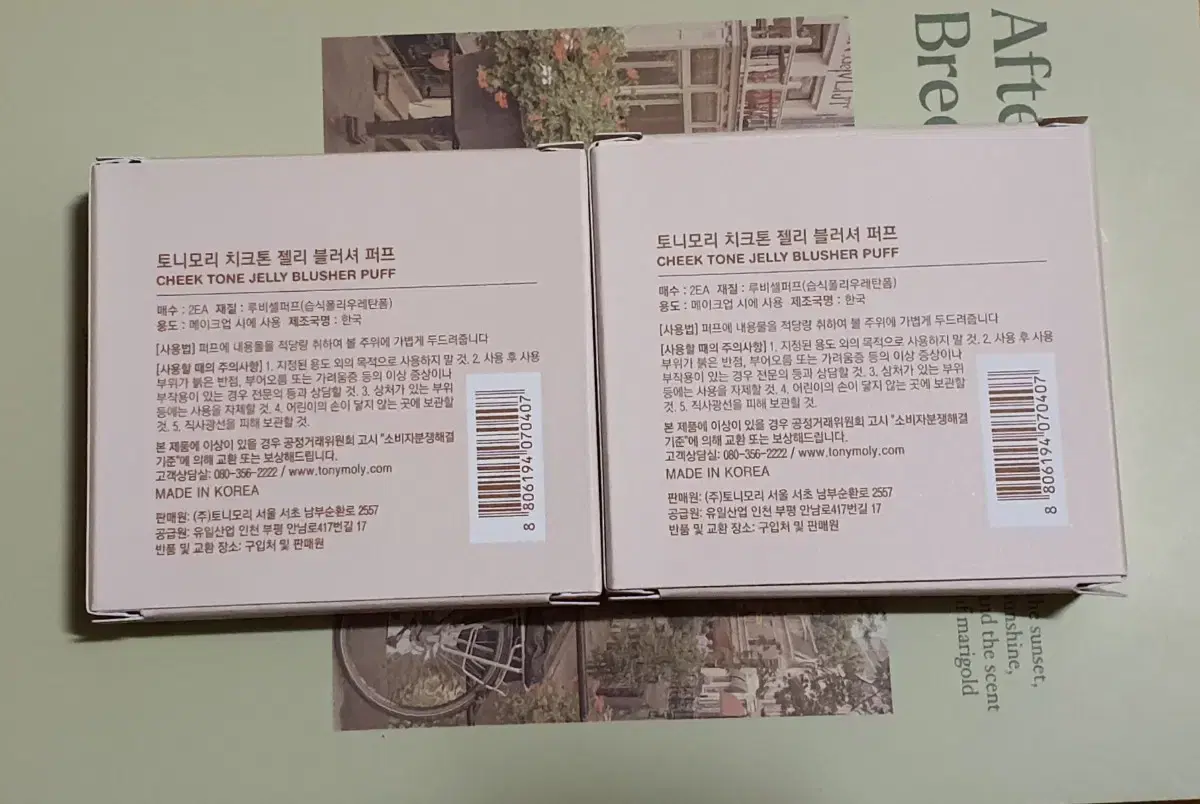 After
Bree
토니모리 치크톤 젤리 블러셔 퍼프
CHEEK TONE JELLY BLUSHER PUFF
매수 : 2EA 재질 : 루비셀퍼프(습식폴리우레탄폼)
용도 : 메이크업 시에 사용 제조국명 : 한국
[사용법] 퍼프에 내용물을 적당량 취하여 볼 주위에 가볍게 두드려줍니다
[사용할 때의 주의사항] 1. 지정된 용도 외의 목적으로 사용하지 말 것. 2. 사용 후 사용
부위가 붉은 반점, 부어오름 또는 가려움증 등의 이상 증상이나
부작용이 있는 경우 전문의 등과 상담할 것. 3. 상처가 있는 부위
등에는 사용을 자제할 것. 4. 어린이의 손이 닿지 않는 곳에 보관할
것. 5. 직사광선을 피해 보관할 것.
본 제품에 이상이 있을 경우 공정거래위원회 고시 "소비자분쟁해결
기준"에 의해 교환 또는 보상해드립니다.
고객상담실: 080-356-2222 / www.tonymoly.com
MADE IN KOREA
판매원: (주)토니모리 서울 서초 남부순환로 2557
공급원: 유일산업 인천 부평 안남로417번길 17
반품 및 교환 장소: 구입처 및 판매원
8 806194 070407
토니모리 치크톤 젤리 블러셔 퍼프
CHEEK TONE JELLY BLUSHER PUFF
매수 : 2EA 재질 : 루비셀퍼프(습식폴리우레탄폼)
용도 : 메이크업 시에 사용 제조국명 : 한국
[사용법] 퍼프에 내용물을 적당량 취하여 볼 주위에 가볍게 두드려줍니다
[사용할 때의 주의사항] 1. 지정된 용도 외의 목적으로 사용하지 말 것. 2. 사용 후 사용
부위가 붉은 반점, 부어오름 또는 가려움증 등의 이상 증상이나
부작용이 있는 경우 전문의 등과 상담할 것. 3. 상처가 있는 부위
등에는 사용을 자제할 것. 4. 어린이의 손이 닿지 않는 곳에 보관할
것. 5. 직사광선을 피해 보관할 것.
본 제품에 이상이 있을 경우 공정거래위원회 고시 "소비자분쟁해결
기준"에 의해 교환 또는 보상해드립니다.
고객상담실: 080-356-2222 / www.tonymoly.com
MADE IN KOREA
판매원: (주)토니모리 서울 서초 남부순환로 2557
공급원: 유일산업 인천 부평 안남로417번길 17
반품 및 교환 장소: 구입처 및 판매원
8 806194 070407
he sunset,
unshine,
und the scent
of marigold